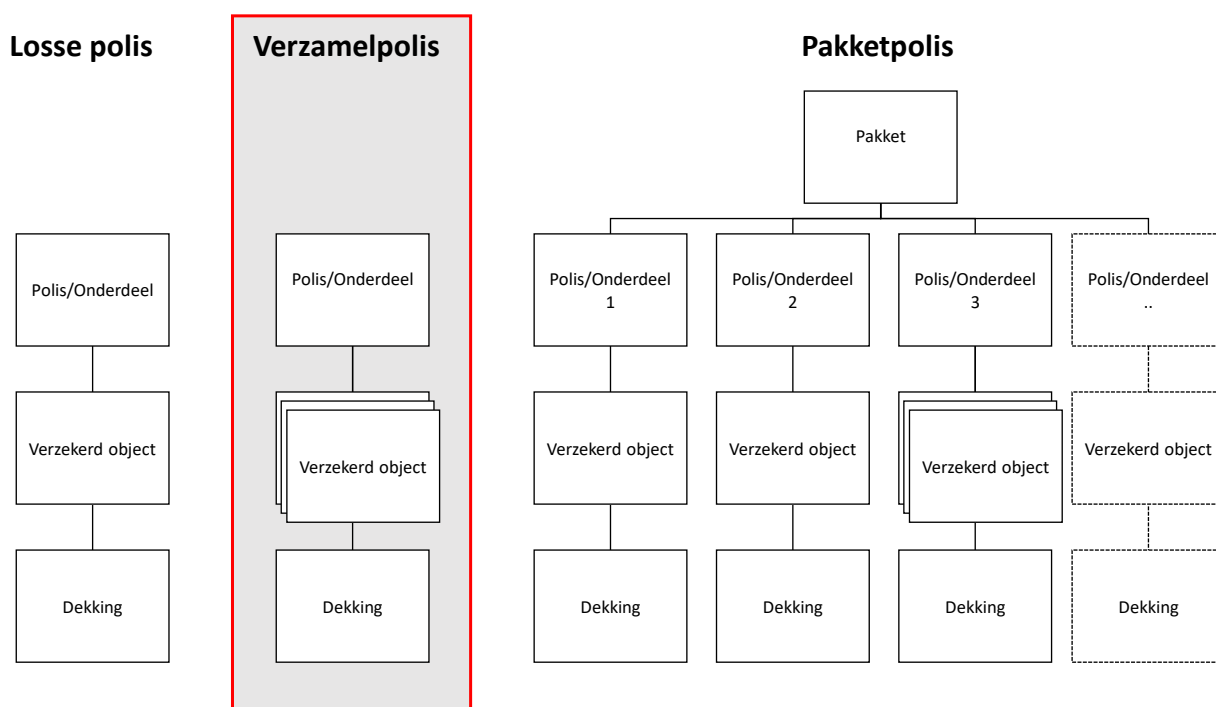 Losse polis
Verzamelpolis
Pakketpolis
Pakket
Polis/Onderdeel
Polis/Onderdeel
Polis/Onderdeel
1
Polis/Onderdeel
2
Polis/Onderdeel
3
Polis/Onderdeel
..
Verzekerd object
Verzekerd object
Verzekerd object
Verzekerd object
Verzekerd object
Verzekerd object
Dekking
Dekking
Dekking
Dekking
Dekking
Dekking